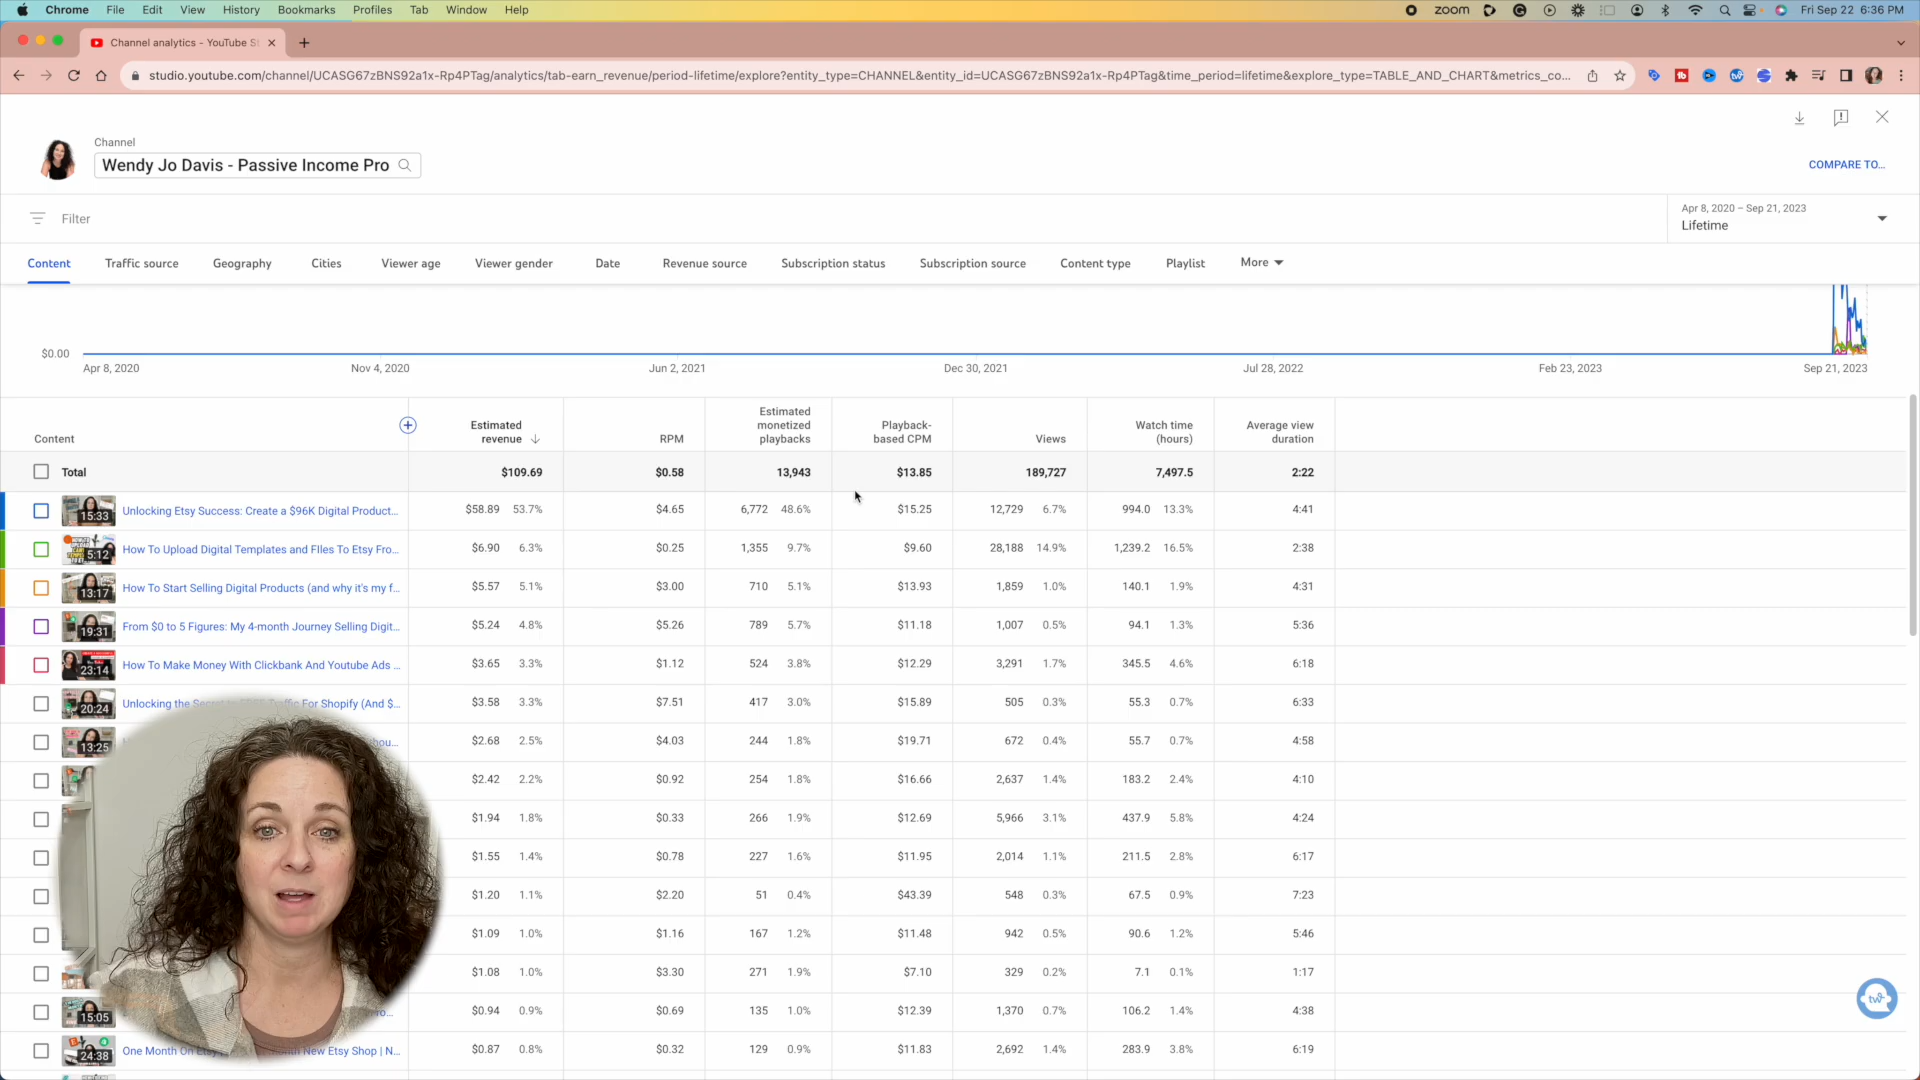 Chrome File Edit View History Bookmarks Profiles Tab Window Help zoom Fri Sep 22 6:36 PM
Channel analytics - YouTube St
studio.youtube.com/channel/UCASG67zBNS92a1x-Rp4PTag/analytics/tab-earn_revenue/period-lifetime/explore?entity_type=CHANNEL&entity_id=UCASG67zBNS92a1x-Rp4PTag&time_period=lifetime&explore_type=TABLE_AND_CHART&metrics_co...
Channel
Wendy Jo Davis - Passive Income Pro
COMPARE TO...
Filter
Apr 8, 2020 – Sep 21, 2023
Lifetime
Content Traffic source Geography Cities Viewer age Viewer gender Date Revenue source Subscription status Subscription source Content type Playlist More
$0.00
Apr 8, 2020 Nov 4, 2020 Jun 2, 2021 Dec 30, 2021 Jul 28, 2022 Feb 23, 2023 Sep 21, 2023
Content Estimated revenue RPM Estimated monetized playbacks Playback-based CPM Views Watch time (hours) Average view duration
Total $109.69 $0.58 13,943 $13.85 189,727 7,497.5 2:22
15:33 Unlocking Etsy Success: Create a $96K Digital Product... $58.89 53.7% $4.65 6,772 48.6% $15.25 12,729 6.7% 994.0 13.3% 4:41
5:12 How To Upload Digital Templates and FIles To Etsy Fro... $6.90 6.3% $0.25 1,355 9.7% $9.60 28,188 14.9% 1,239.2 16.5% 2:38
13:17 How To Start Selling Digital Products (and why it's my f... $5.57 5.1% $3.00 710 5.1% $13.93 1,859 1.0% 140.1 1.9% 4:31
19:31 From $0 to 5 Figures: My 4-month Journey Selling Digit... $5.24 4.8% $5.26 789 5.7% $11.18 1,007 0.5% 94.1 1.3% 5:36
23:14 How To Make Money With Clickbank And Youtube Ads ... $3.65 3.3% $1.12 524 3.8% $12.29 3,291 1.7% 345.5 4.6% 6:18
20:24 Unlocking the For Shopify (And $... $3.58 3.3% $7.51 417 3.0% $15.89 505 0.3% 55.3 0.7% 6:33
13:25 $2.68 2.5% $4.03 244 1.8% $19.71 672 0.4% 55.7 0.7% 4:58
$2.42 2.2% $0.92 254 1.8% $16.66 2,637 1.4% 183.2 2.4% 4:10
$1.94 1.8% $0.33 266 1.9% $12.69 5,966 3.1% 437.9 5.8% 4:24
$1.55 1.4% $0.78 227 1.6% $11.95 2,014 1.1% 211.5 2.8% 6:17
$1.20 1.1% $2.20 51 0.4% $43.39 548 0.3% 67.5 0.9% 7:23
$1.09 1.0% $1.16 167 1.2% $11.48 942 0.5% 90.6 1.2% 5:46
$1.08 1.0% $3.30 271 1.9% $7.10 329 0.2% 7.1 0.1% 1:17
15:05 $0.94 0.9% $0.69 135 1.0% $12.39 1,370 0.7% 106.2 1.4% 4:38
24:38 One Month On New Etsy Shop | N... $0.87 0.8% $0.32 129 0.9% $11.83 2,692 1.4% 283.9 3.8% 6:19